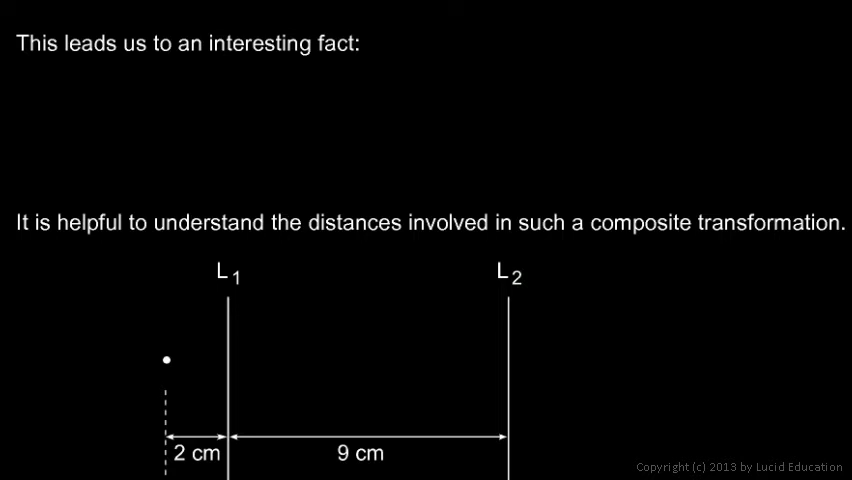 This leads us to an interesting fact:
It is helpful to understand the distances involved in such a composite transformation.
L1 L2
2 cm 9 cm
Copyright (c) 2013 by Lucid Education